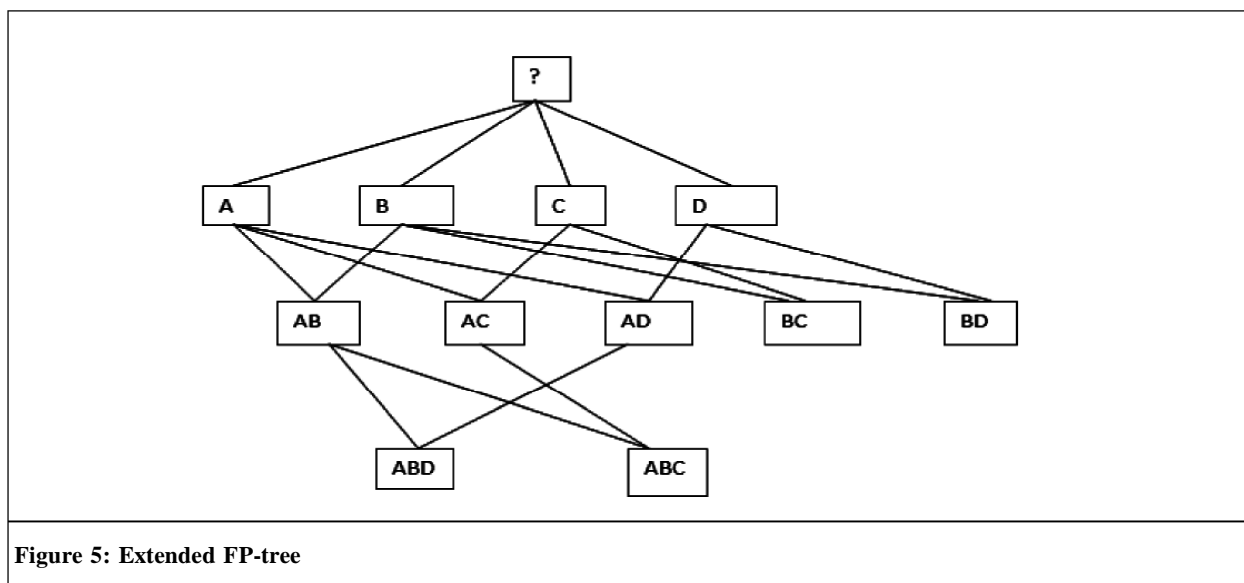 ?
A B C D
AB AC AD BC BD
ABD ABC
Figure 5: Extended FP-tree